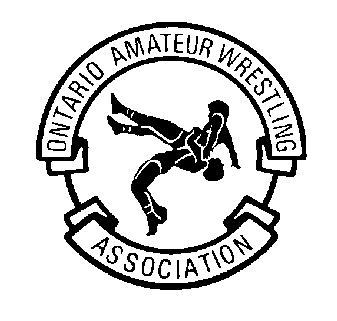 ONTARIO AMATEUR WRESTLING
ASSOCIATION